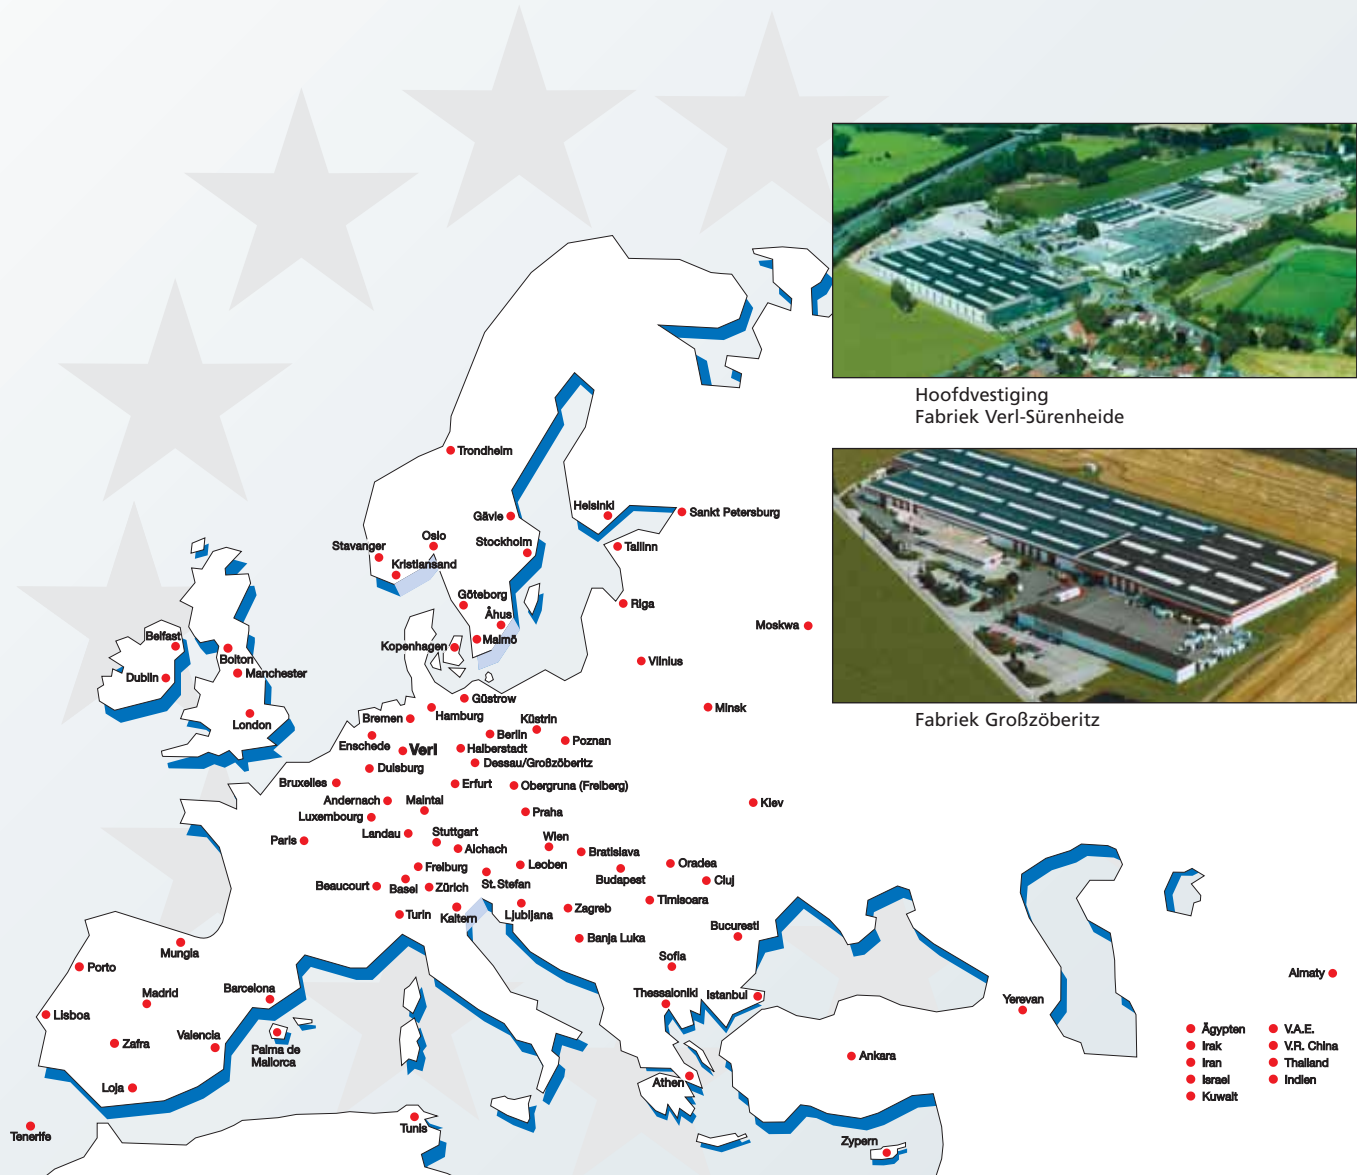 Hoofdvestiging
Fabriek Verl-Sürenheide
Fabriek Großzöberitz
Trondheim
Gävle
Helsinki
Sankt Petersburg
Oslo
Stavanger
Stockholm
Tallinn
Kristiansand
Göteborg
Riga
Åhus
Moskwa
Belfast
Malmö
Kopenhagen
Bolton
Vilnius
Manchester
Dublin
Güstrow
Minsk
Hamburg
London
Bremen
Küstrin
Berlin
Enschede
Verl
Halberstadt
Poznan
Duisburg
Dessau/Großzöberitz
Bruxelles
Erfurt
Obergruna (Freiberg)
Andernach
Maintal
Kiev
Luxembourg
Praha
Paris
Landau
Stuttgart
Wien
Aichach
Bratislava
Freiburg
Leoben
Oradea
Beaucourt
Basel
Zürich
St. Stefan
Budapest
Cluj
Timisoara
Turin
Kaltern
Ljubljana
Zagreb
Bucuresti
Banja Luka
Mungia
Sofia
Porto
Almaty
Barcelona
Madrid
Thessaloniki
Istanbul
Yerevan
Lisboa
Valencia
Zafra
Palma de
Mallorca
Ankara
Loja
Athen
Tenerife
Tunis
Zypern
Ägypten
Irak
Iran
Israel
Kuwait
V.A.E.
V.R. China
Thailand
Indien